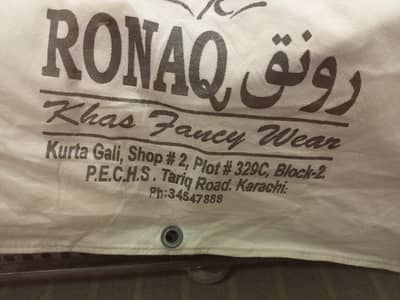 RONAQ رونق
Khas Fancy Wear
Kurta Gali, Shop # 2, Plot # 329C, Block-2
P.E.C.H.S. Tariq Road. Karachi:
Ph:34547888